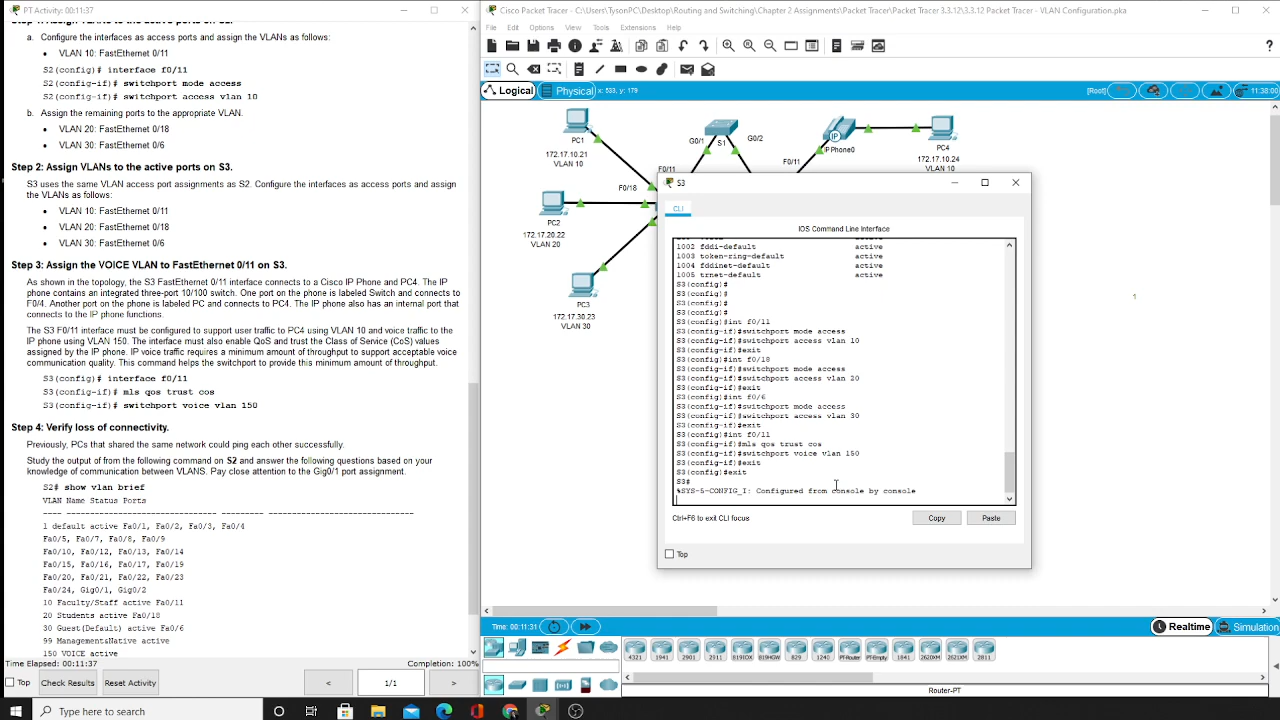 PT Activity: 00:11:37
Step 1: Assign VLANs to the active ports on S2.
a. Configure the interfaces as access ports and assign the VLANs as follows:
• VLAN 10: FastEthernet 0/11
S2(config)# interface f0/11
S2(config-if)# switchport mode access
S2(config-if)# switchport access vlan 10
b. Assign the remaining ports to the appropriate VLAN.
• VLAN 20: FastEthernet 0/18
• VLAN 30: FastEthernet 0/6
Step 2: Assign VLANs to the active ports on S3.
S3 uses the same VLAN access port assignments as S2. Configure the interfaces as access ports and assign
the VLANs as follows:
• VLAN 10: FastEthernet 0/11
• VLAN 20: FastEthernet 0/18
• VLAN 30: FastEthernet 0/6
Step 3: Assign the VOICE VLAN to FastEthernet 0/11 on S3.
As shown in the topology, the S3 FastEthernet 0/11 interface connects to a Cisco IP Phone and PC4. The IP
phone contains an integrated three-port 10/100 switch. One port on the phone is labeled Switch and connects to
F0/4. Another port on the phone is labeled PC and connects to PC4. The IP phone also has an internal port that
connects to the IP phone functions.
The S3 F0/11 interface must be configured to support user traffic to PC4 using VLAN 10 and voice traffic to the
IP phone using VLAN 150. The interface must also enable QoS and trust the Class of Service (CoS) values
assigned by the IP phone. IP voice traffic requires a minimum amount of throughput to support acceptable voice
communication quality. This command helps the switchport to provide this minimum amount of throughput.
S3(config)# interface f0/11
S3(config-if)# mls qos trust cos
S3(config-if)# switchport voice vlan 150
Step 4: Verify loss of connectivity.
Previously, PCs that shared the same network could ping each other successfully.
Study the output of from the following command on S2 and answer the following questions based on your
knowledge of communication between VLANS. Pay close attention to the Gig0/1 port assignment.
S2# show vlan brief
VLAN Name Status Ports
---- -------------------------------- --------- -------------------------------
1 default active Fa0/1, Fa0/2, Fa0/3, Fa0/4
Fa0/5, Fa0/7, Fa0/8, Fa0/9
Fa0/10, Fa0/12, Fa0/13, Fa0/14
Fa0/15, Fa0/16, Fa0/17, Fa0/19
Fa0/20, Fa0/21, Fa0/22, Fa0/23
Fa0/24, Gig0/1, Gig0/2
10 Faculty/Staff active Fa0/11
20 Students active Fa0/18
30 Guest(Default) active Fa0/6
99 Management&Native active
150 VOICE active
Time Elapsed: 00:11:37
Completion: 100%
Top
Check Results
Reset Activity
<
1/1
>
Cisco Packet Tracer - C:\Users\TysonPC\Desktop\Routing and Switching\Chapter 2 Assignments\Packet Tracer\Packet Tracer 3.3.12\3.3.12 Packet Tracer - VLAN Configuration.pka
File Edit Options View Tools Extensions Help
Logical
Physical
x: 533, y: 179
[Root]
11:38:00
PC1
172.17.10.21
VLAN 10
F0/11
G0/1
S1
G0/2
IP Phone0
F0/11
PC4
172.17.10.24
VLAN 10
F0/18
PC2
172.17.20.22
VLAN 20
PC3
172.17.30.23
VLAN 30
1
S3
CLI
IOS Command Line Interface
1002 fddi-default active
1003 token-ring-default active
1004 fddinet-default active
1005 trnet-default active
S3(config)#
S3(config)#
S3(config)#
S3(config)#
S3(config)#int f0/11
S3(config-if)#switchport mode access
S3(config-if)#switchport access vlan 10
S3(config-if)#exit
S3(config)#int f0/18
S3(config-if)#switchport mode access
S3(config-if)#switchport access vlan 20
S3(config-if)#exit
S3(config)#int f0/6
S3(config-if)#switchport mode access
S3(config-if)#switchport access vlan 30
S3(config-if)#exit
S3(config)#int f0/11
S3(config-if)#mls qos trust cos
S3(config-if)#switchport voice vlan 150
S3(config-if)#exit
S3(config)#exit
S3#
%SYS-5-CONFIG_I: Configured from console by console
Ctrl+F6 to exit CLI focus
Copy
Paste
Top
Time: 00:11:31
Realtime
Simulation
4321 1941 2901 2911 819IOX 819HGW 829 1240 PT-Router PT-Empty 1841 2620XM 2621XM 2811
Router-PT
Type here to search